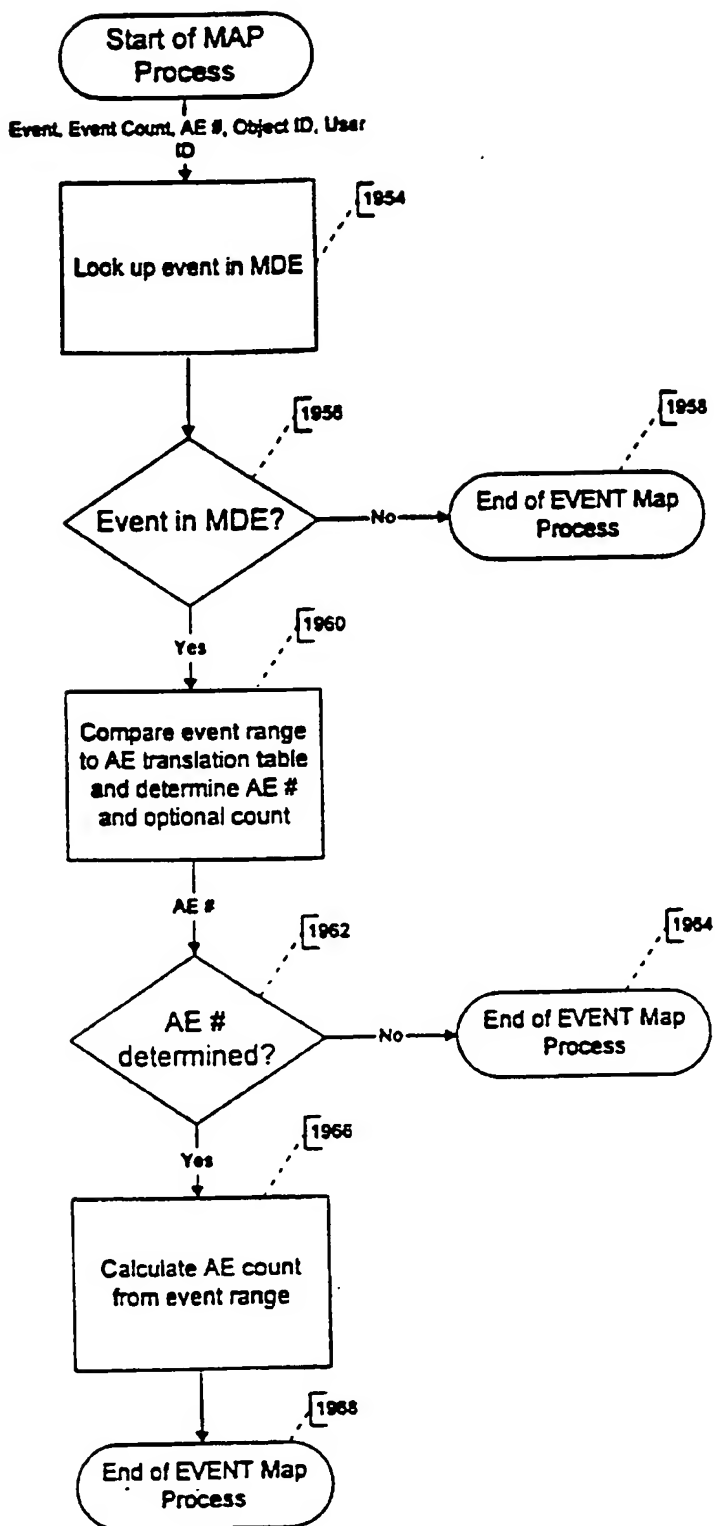 Start of MAP
Process
Event, Event Count, AE #, Object ID, User
ID
1954
Look up event in MDE
1956
1958
Event in MDE?
No
End of EVENT Map
Process
1960
Yes
Compare event range
to AE translation table
and determine AE #
and optional count
AE #
1962
1964
AE #
determined?
No
End of EVENT Map
Process
1966
Yes
Calculate AE count
from event range
1968
End of EVENT Map
Process